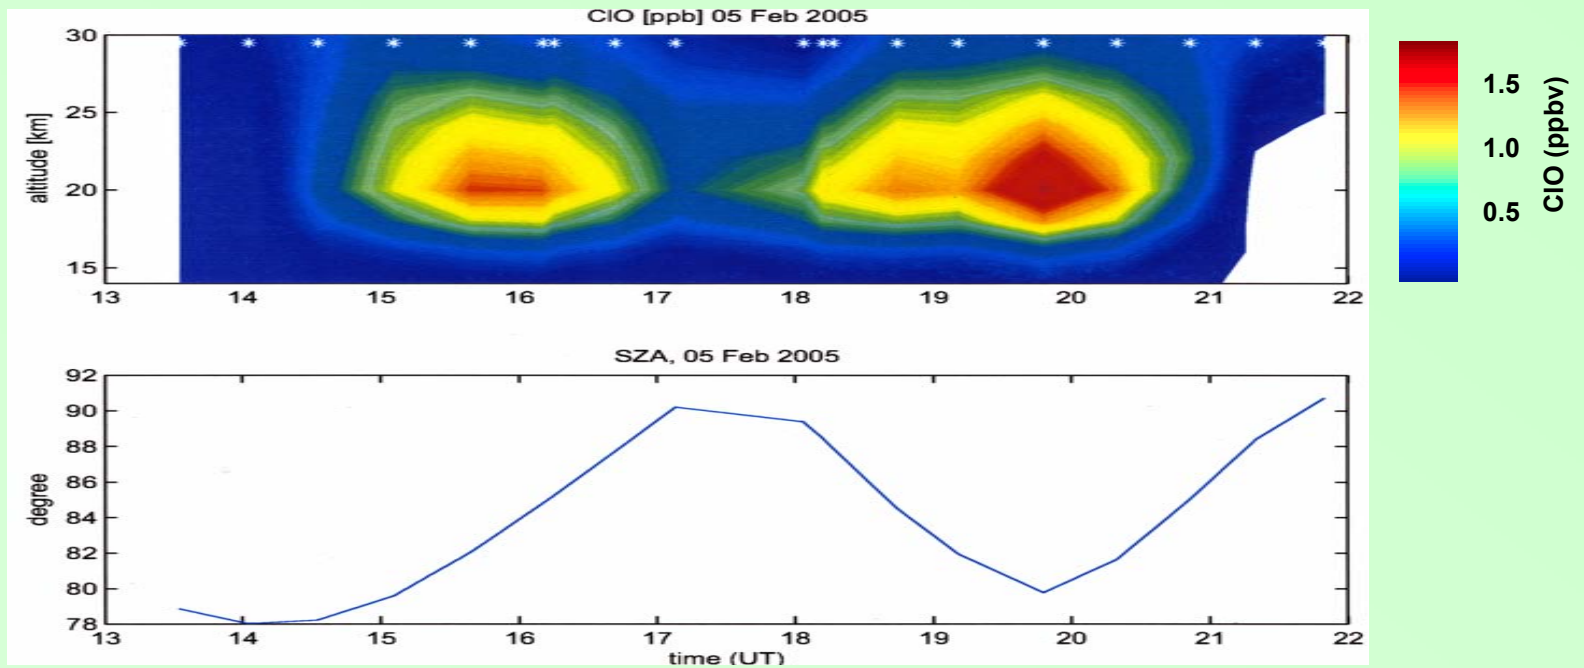 ClO [ppb] 05 Feb 2005
30
25
20
15
altitude [km]
13 14 15 16 17 18 19 20 21 22
1.5
1.0
0.5
ClO (ppbv)
SZA, 05 Feb 2005
92
90
88
86
84
82
80
78
degree
13 14 15 16 17 18 19 20 21 22
time (UT)